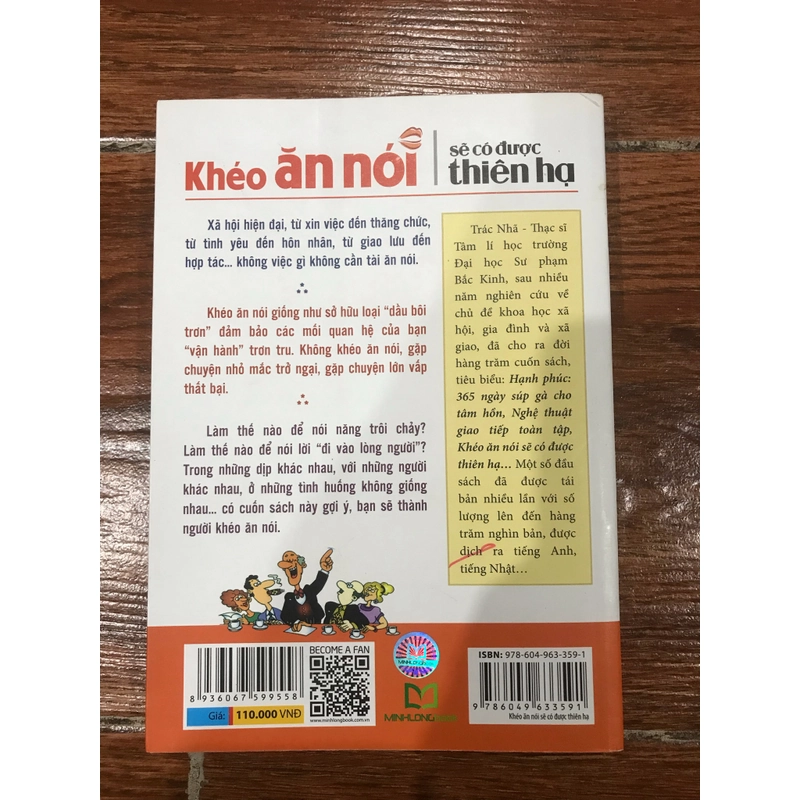 Khéo ăn nói
sẽ có được
thiên hạ
Xã hội hiện đại, từ xin việc đến thăng chức,
từ tình yêu đến hôn nhân, từ giao lưu đến
hợp tác... không việc gì không cần tài ăn nói.
Khéo ăn nói giống như sở hữu loại “dầu bôi
trơn” đảm bảo các mối quan hệ của bạn
“vận hành” trơn tru. Không khéo ăn nói, gặp
chuyện nhỏ mắc trở ngại, gặp chuyện lớn vấp
thất bại.
Làm thế nào để nói năng trôi chảy?
Làm thế nào để nói lời “đi vào lòng người”?
Trong những dịp khác nhau, với những người
khác nhau, ở những tình huống không giống
nhau... có cuốn sách này gợi ý, bạn sẽ thành
người khéo ăn nói.
Trác Nhã - Thạc sĩ
Tâm lí học trường
Đại học Sư phạm
Bắc Kinh, sau nhiều
năm nghiên cứu về
chủ đề khoa học xã
hội, gia đình và xã
giao, đã cho ra đời
hàng trăm cuốn sách,
tiêu biểu: Hạnh phúc:
365 ngày súp gà cho
tâm hồn, Nghệ thuật
giao tiếp toàn tập,
Khéo ăn nói sẽ có được
thiên hạ... Một số đầu
sách đã được tái
bản nhiều lần với số
lượng lên đến hàng
trăm nghìn bản, được
dịch ra tiếng Anh,
tiếng Nhật...
8 936067 599558
Giá: 110.000 VNĐ
BECOME A FAN
www.minhlongbook.com.vn
MINHLONG
MINHLONG
ISBN: 978-604-963-359-1
9 786049 633591
Khéo ăn nói sẽ có được thiên hạ